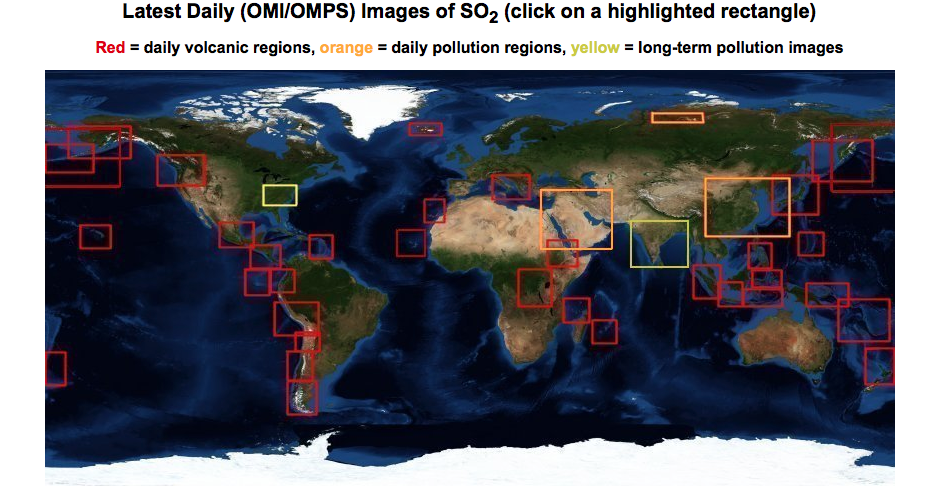 Latest Daily (OMI/OMPS) Images of SO₂ (click on a highlighted rectangle)
Red = daily volcanic regions, orange = daily pollution regions, yellow = long-term pollution images